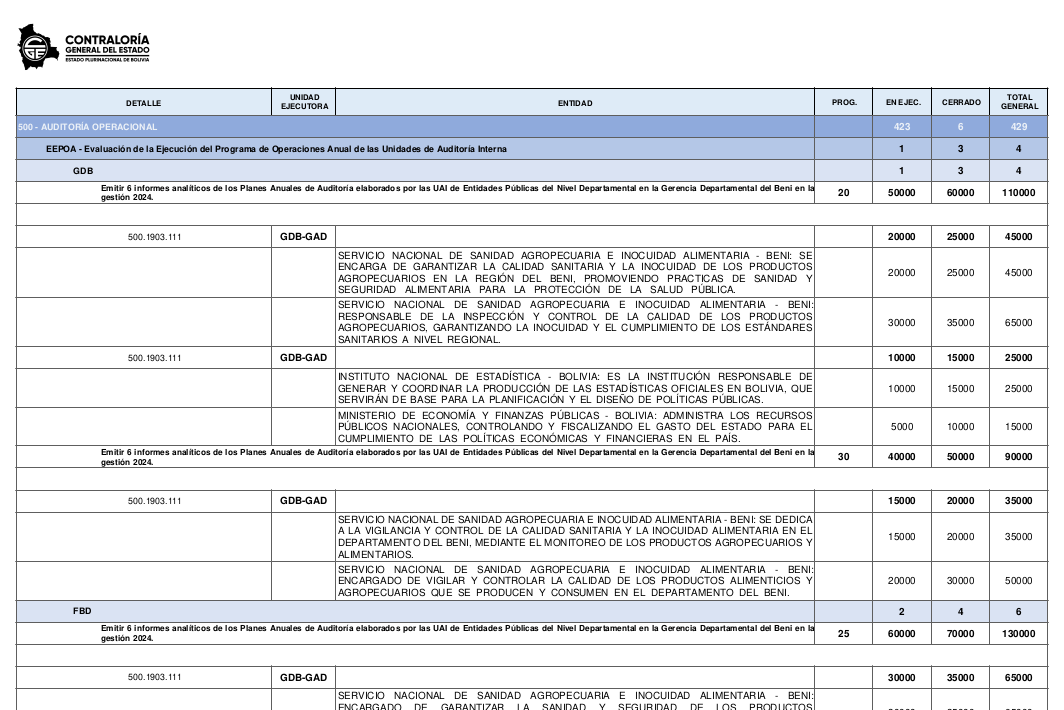 CONTRALORÍA
GENERAL DEL ESTADO
ESTADO PLURINACIONAL DE BOLIVIA
DETALLE UNIDAD EJECUTORA ENTIDAD PROG. EN EJEC. CERRADO TOTAL GENERAL
500 - AUDITORÍA OPERACIONAL 423 6 429
EEPOA - Evaluación de la Ejecución del Programa de Operaciones Anual de las Unidades de Auditoría Interna 1 3 4
GDB 1 3 4
Emitir 6 informes analíticos de los Planes Anuales de Auditoría elaborados por las UAI de Entidades Públicas del Nivel Departamental en la Gerencia Departamental del Beni en la
gestión 2024. 20 50000 60000 110000
500.1903.111 GDB-GAD 20000 25000 45000
SERVICIO NACIONAL DE SANIDAD AGROPECUARIA E INOCUIDAD ALIMENTARIA - BENI: SE
ENCARGA DE GARANTIZAR LA CALIDAD SANITARIA Y LA INOCUIDAD DE LOS PRODUCTOS
AGROPECUARIOS EN LA REGIÓN DEL BENI, PROMOVIENDO PRACTICAS DE SANIDAD Y
SEGURIDAD ALIMENTARIA PARA LA PROTECCIÓN DE LA SALUD PÚBLICA. 20000 25000 45000
SERVICIO NACIONAL DE SANIDAD AGROPECUARIA E INOCUIDAD ALIMENTARIA - BENI:
RESPONSABLE DE LA INSPECCIÓN Y CONTROL DE LA CALIDAD DE LOS PRODUCTOS
AGROPECUARIOS, GARANTIZANDO LA INOCUIDAD Y EL CUMPLIMIENTO DE LOS ESTÁNDARES
SANITARIOS A NIVEL REGIONAL. 30000 35000 65000
500.1903.111 GDB-GAD 10000 15000 25000
INSTITUTO NACIONAL DE ESTADÍSTICA - BOLIVIA: ES LA INSTITUCIÓN RESPONSABLE DE
GENERAR Y COORDINAR LA PRODUCCIÓN DE LAS ESTADÍSTICAS OFICIALES EN BOLIVIA, QUE
SERVIRÁN DE BASE PARA LA PLANIFICACIÓN Y EL DISEÑO DE POLÍTICAS PÚBLICAS. 10000 15000 25000
MINISTERIO DE ECONOMÍA Y FINANZAS PÚBLICAS - BOLIVIA: ADMINISTRA LOS RECURSOS
PÚBLICOS NACIONALES, CONTROLANDO Y FISCALIZANDO EL GASTO DEL ESTADO PARA EL
CUMPLIMIENTO DE LAS POLÍTICAS ECONÓMICAS Y FINANCIERAS EN EL PAÍS. 5000 10000 15000
Emitir 6 informes analíticos de los Planes Anuales de Auditoría elaborados por las UAI de Entidades Públicas del Nivel Departamental en la Gerencia Departamental del Beni en la
gestión 2024. 30 40000 50000 90000
500.1903.111 GDB-GAD 15000 20000 35000
SERVICIO NACIONAL DE SANIDAD AGROPECUARIA E INOCUIDAD ALIMENTARIA - BENI: SE DEDICA
A LA VIGILANCIA Y CONTROL DE LA CALIDAD SANITARIA Y LA INOCUIDAD ALIMENTARIA EN EL
DEPARTAMENTO DEL BENI, MEDIANTE EL MONITOREO DE LOS PRODUCTOS AGROPECUARIOS Y
ALIMENTARIOS. 15000 20000 35000
SERVICIO NACIONAL DE SANIDAD AGROPECUARIA E INOCUIDAD ALIMENTARIA - BENI:
ENCARGADO DE VIGILAR Y CONTROLAR LA CALIDAD DE LOS PRODUCTOS ALIMENTICIOS Y
AGROPECUARIOS QUE SE PRODUCEN Y CONSUMEN EN EL DEPARTAMENTO DEL BENI. 20000 30000 50000
FBD 2 4 6
Emitir 6 informes analíticos de los Planes Anuales de Auditoría elaborados por las UAI de Entidades Públicas del Nivel Departamental en la Gerencia Departamental del Beni en la
gestión 2024. 25 60000 70000 130000
500.1903.111 GDB-GAD 30000 35000 65000
SERVICIO NACIONAL DE SANIDAD AGROPECUARIA E INOCUIDAD ALIMENTARIA - BENI:
ENCARGADO DE GARANTIZAR LA SANIDAD Y SEGURIDAD DE LOS PRODUCTOS